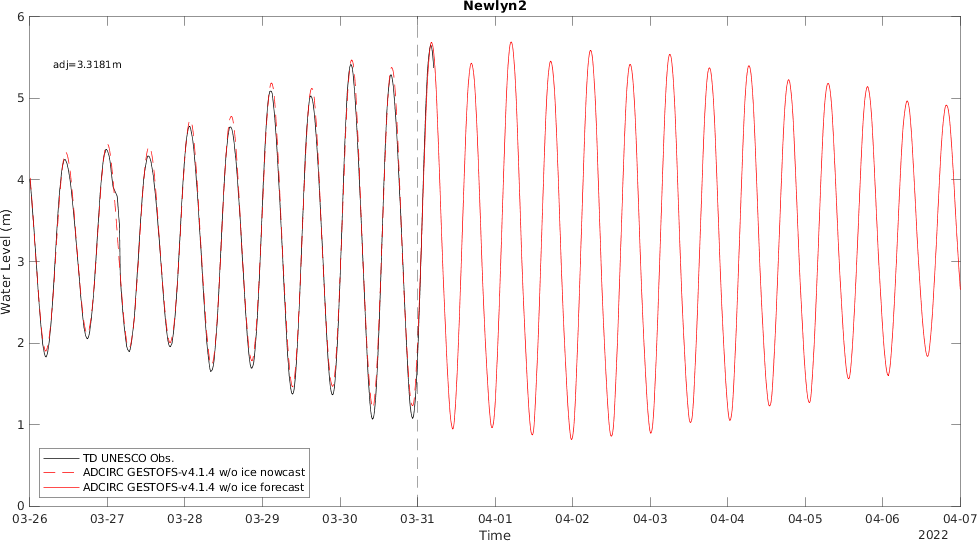 Newlyn2
adj=3.3181m
Water Level (m)
6
5
4
3
2
1
0
TD UNESCO Obs.
ADCIRC GESTOFS-v4.1.4 w/o ice nowcast
ADCIRC GESTOFS-v4.1.4 w/o ice forecast
03-26 03-27 03-28 03-29 03-30 03-31 04-01 04-02 04-03 04-04 04-05 04-06 04-07
Time
2022